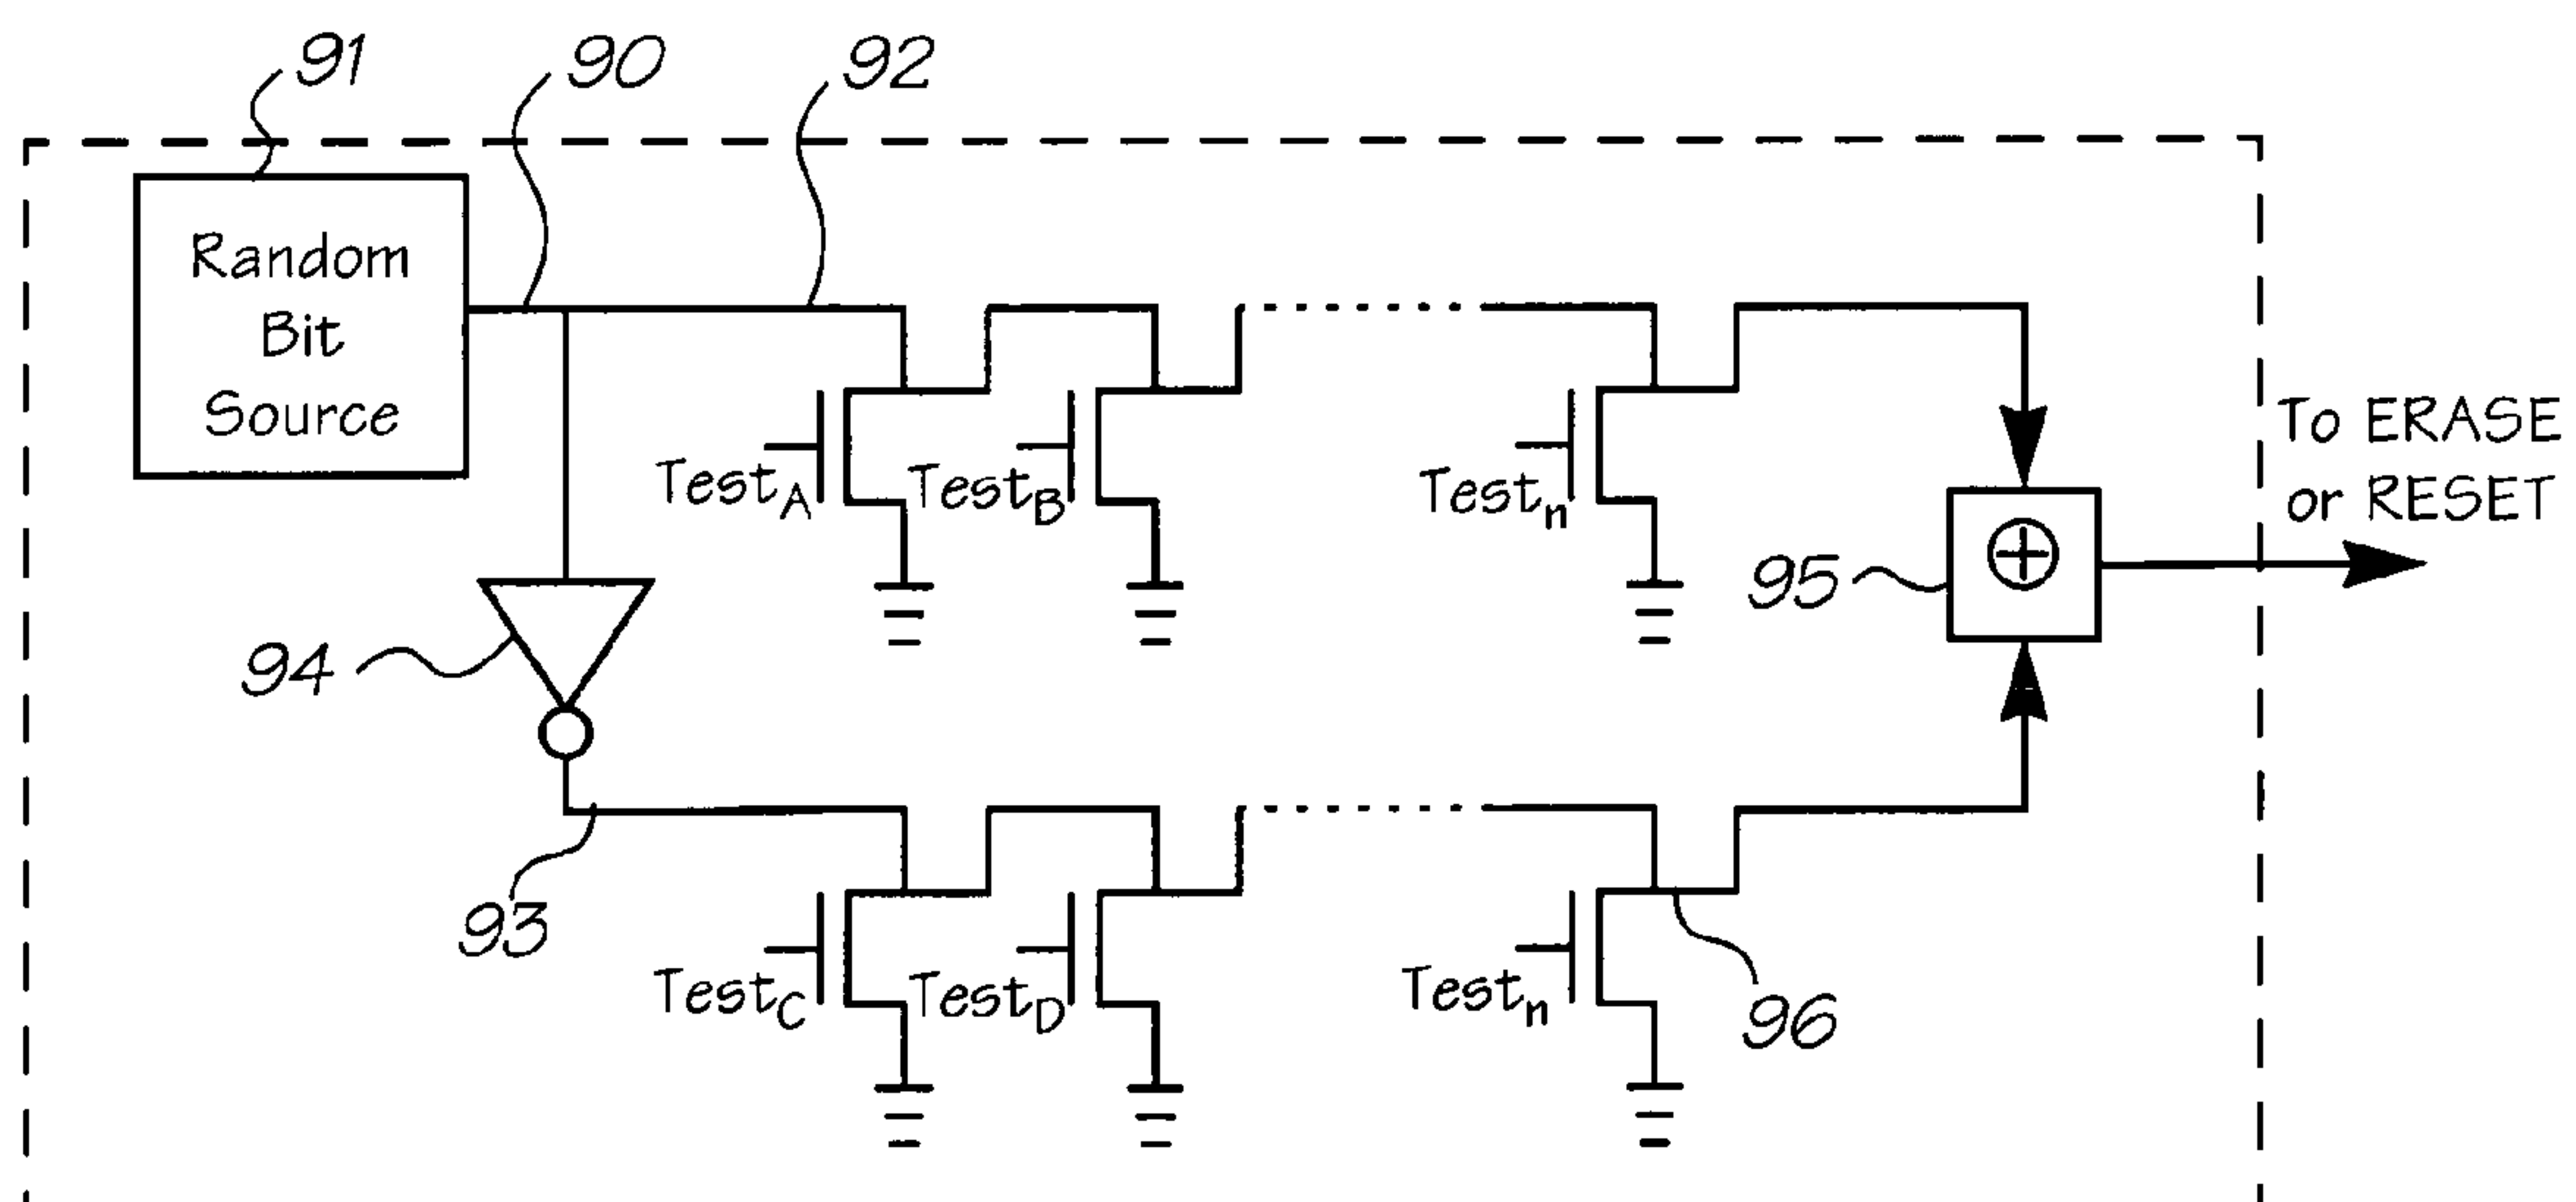 91
90
92
Random
Bit
Source
To ERASE
or RESET
Test_A
Test_B
Test_n
95
94
93
Test_C
Test_D
Test_n
96